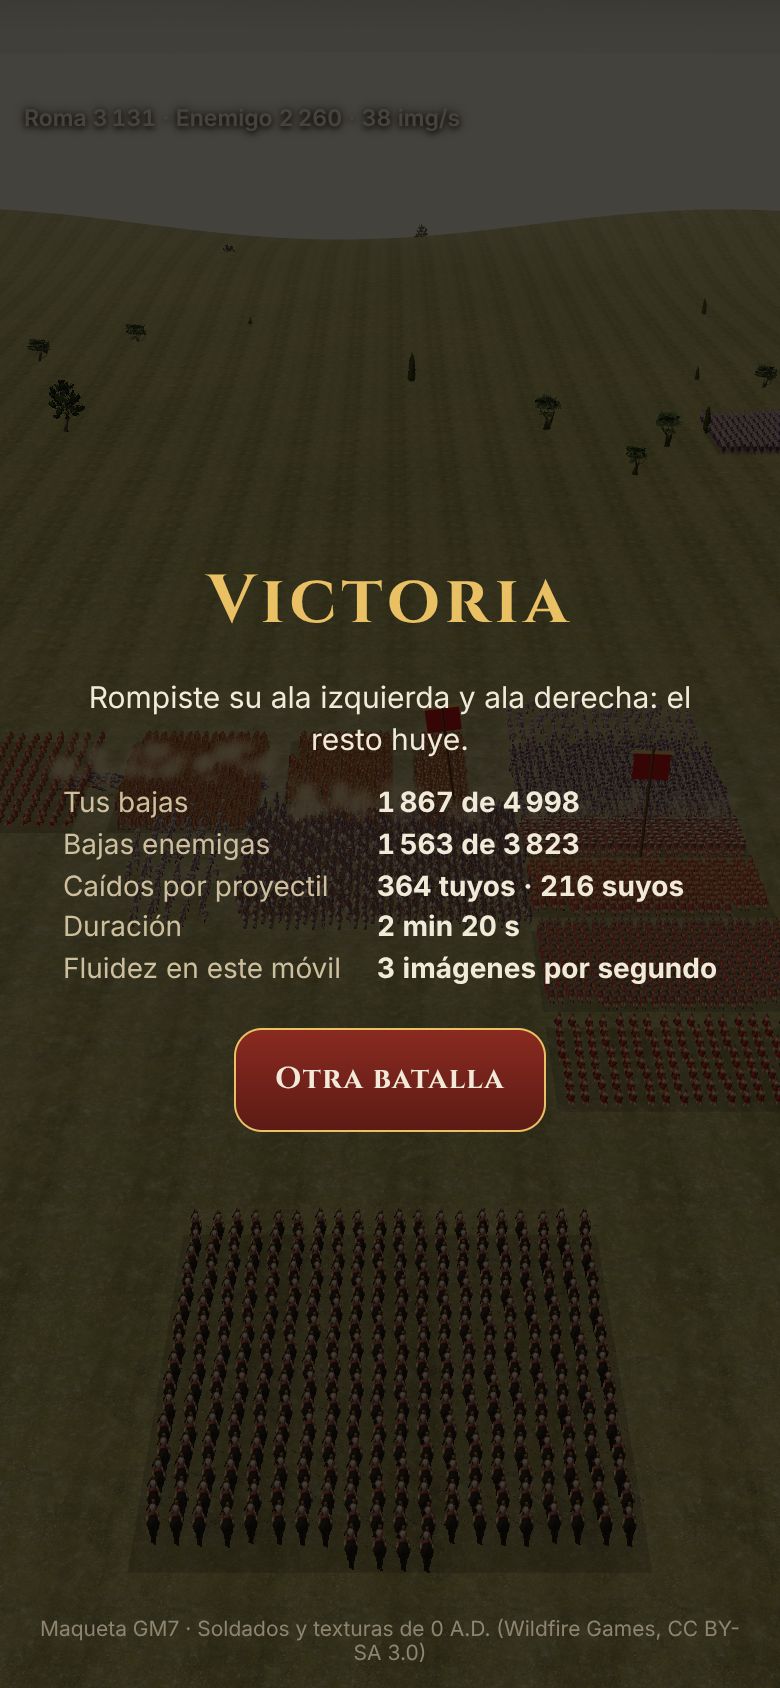 Roma 3 131 · Enemigo 2 260 · 38 img/s
VICTORIA
Rompiste su ala izquierda y ala derecha: el
resto huye.
Tus bajas 1 867 de 4 998
Bajas enemigas 1 563 de 3 823
Caídos por proyectil 364 tuyos · 216 suyos
Duración 2 min 20 s
Fluidez en este móvil 3 imágenes por segundo
OTRA BATALLA
Maqueta GM7 · Soldados y texturas de 0 A.D. (Wildfire Games, CC BY-
SA 3.0)